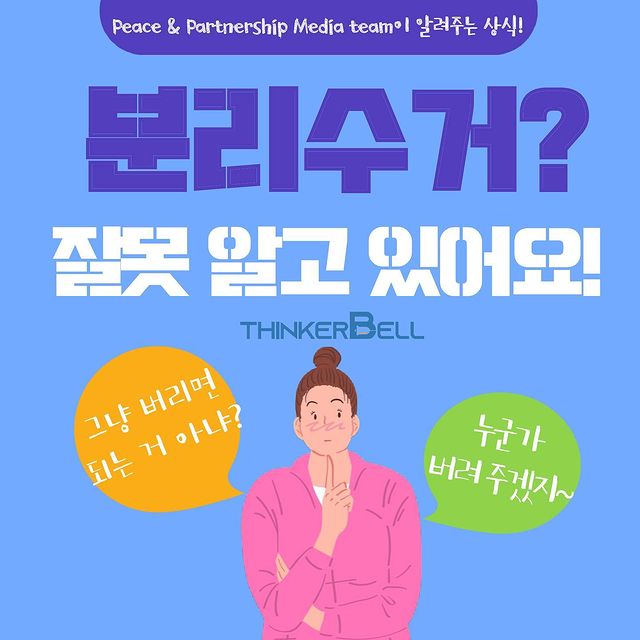 Peace & Partnership Media team이 알려주는 상식!
분리수거?
잘못 알고 있어요!
THINKERBELL
그냥 버리면
되는 거 아냐?
누군가
버려 주겠지~